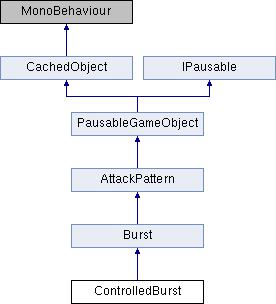 MonoBehaviour
CachedObject
IPausable
PausableGameObject
AttackPattern
Burst
ControlledBurst